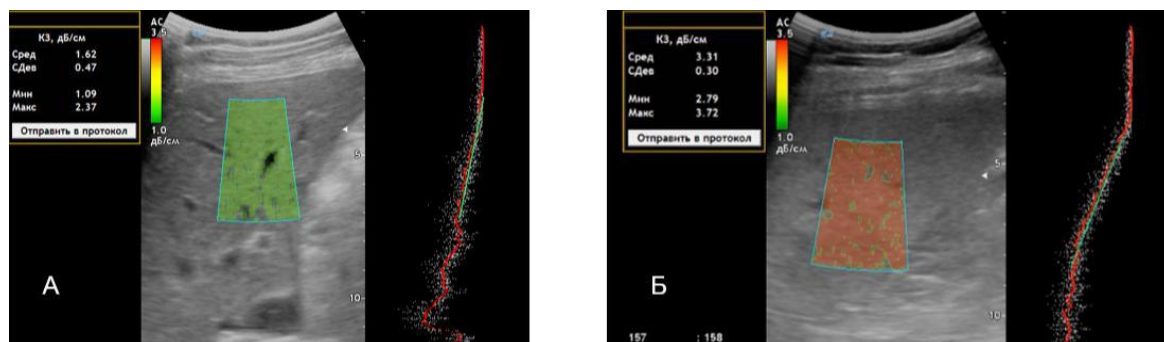 КЗ, дБ/см
Сред 1.62
СДев 0.47
Мин 1.09
Макс 2.37
Отправить в протокол
АС
3.5
1.0
дБ/см
5
10
А
КЗ, дБ/см
Сред 3.31
СДев 0.30
Мин 2.79
Макс 3.72
Отправить в протокол
АС
3.5
1.0
дБ/см
5
10
Б
157 : 158